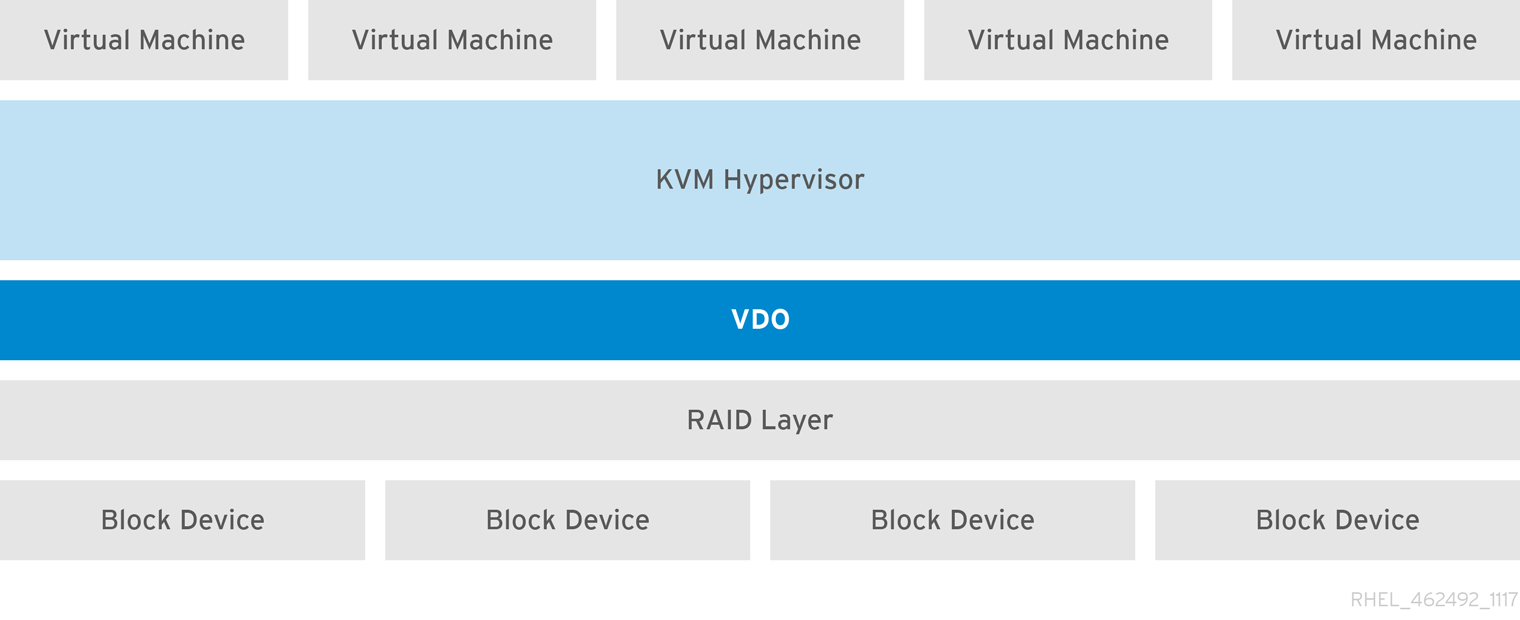 Virtual Machine Virtual Machine Virtual Machine Virtual Machine Virtual Machine
KVM Hypervisor
VDO
RAID Layer
Block Device Block Device Block Device Block Device
RHEL_462492_1117